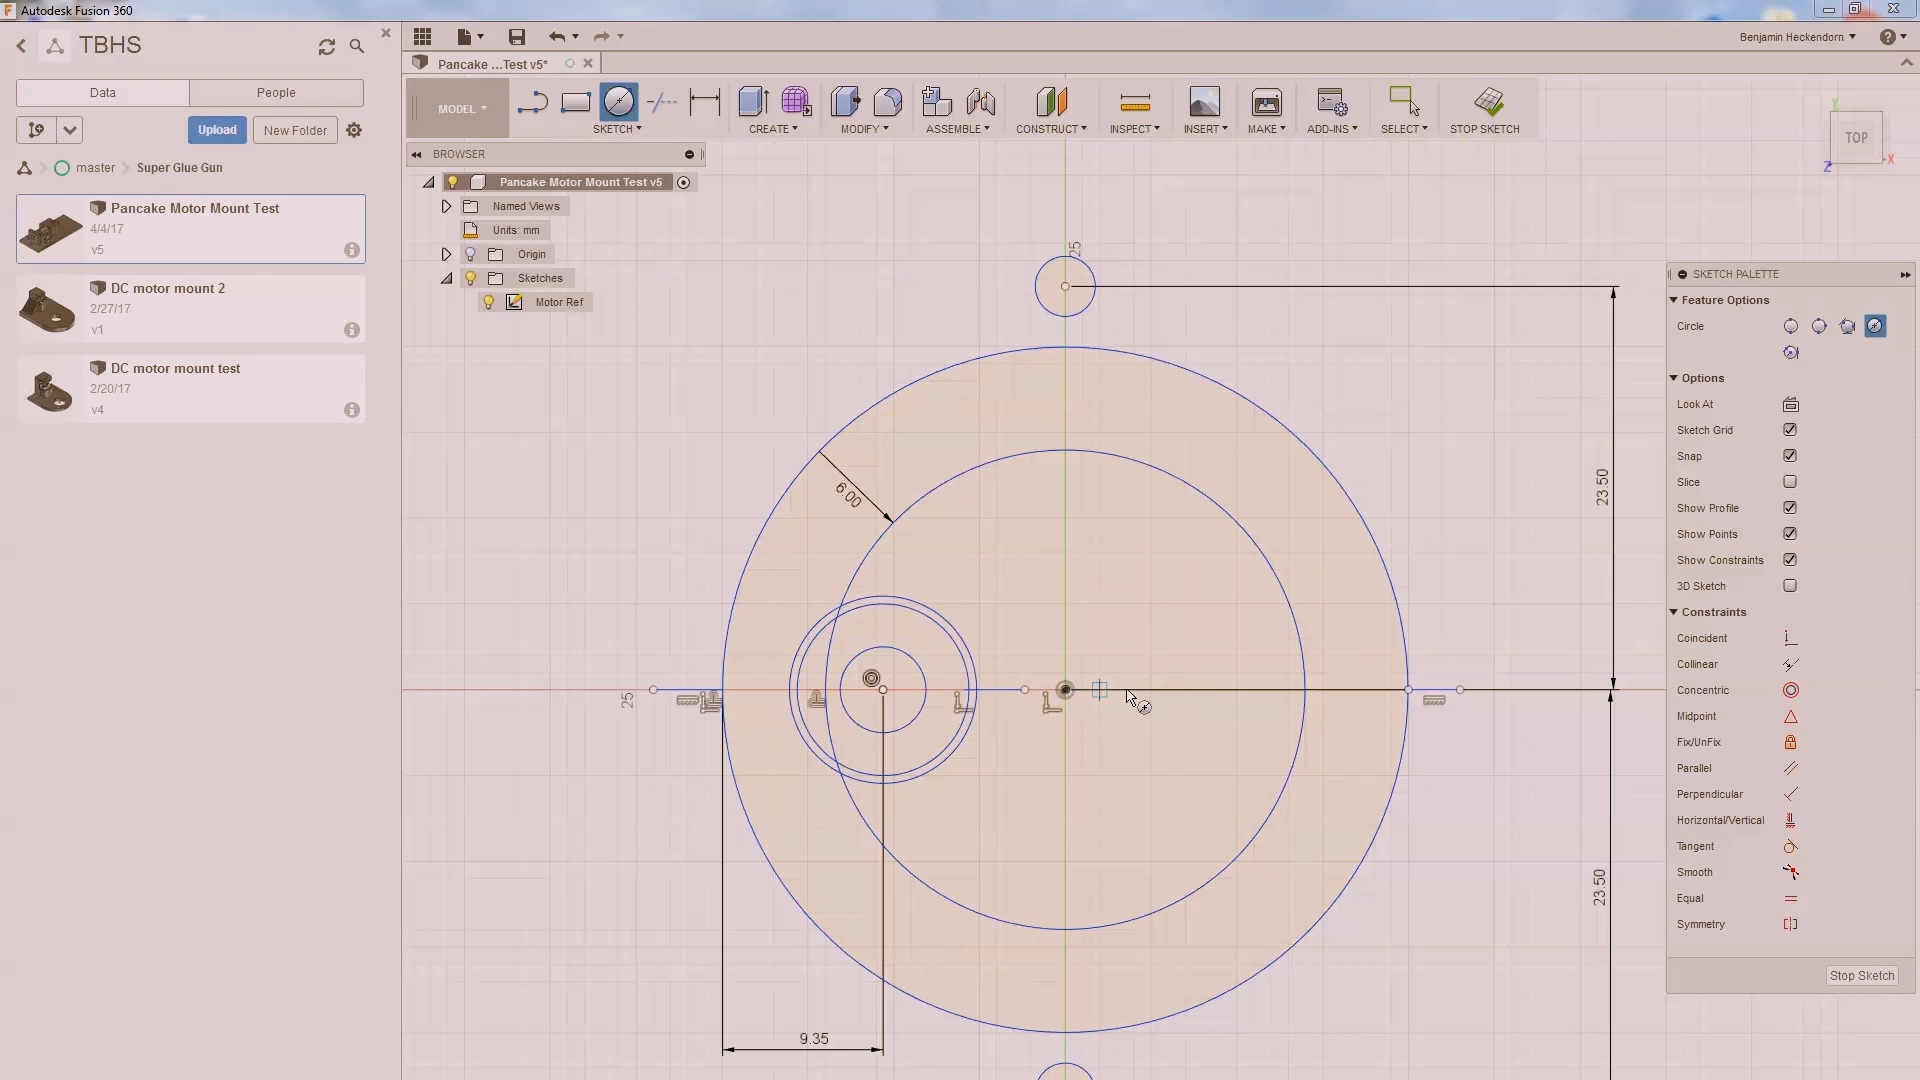 Autodesk Fusion 360
TBHS
Data
People
Upload
New Folder
master
Super Glue Gun
Pancake Motor Mount Test
4/4/17
v5
DC motor mount 2
2/27/17
v1
DC motor mount test
2/20/17
v4
Benjamin Heckendorn
Pancake ...Test v5*
MODEL
SKETCH
CREATE
MODIFY
ASSEMBLE
CONSTRUCT
INSPECT
INSERT
MAKE
ADD-INS
SELECT
STOP SKETCH
BROWSER
Pancake Motor Mount Test v5
Named Views
Units: mm
Origin
Sketches
Motor Ref
Y
TOP
X
Z
25
6.00
23.50
25
23.50
9.35
SKETCH PALETTE
Feature Options
Circle
Options
Look At
Sketch Grid
Snap
Slice
Show Profile
Show Points
Show Constraints
3D Sketch
Constraints
Coincident
Collinear
Concentric
Midpoint
Fix/UnFix
Parallel
Perpendicular
Horizontal/Vertical
Tangent
Smooth
Equal
Symmetry
Stop Sketch